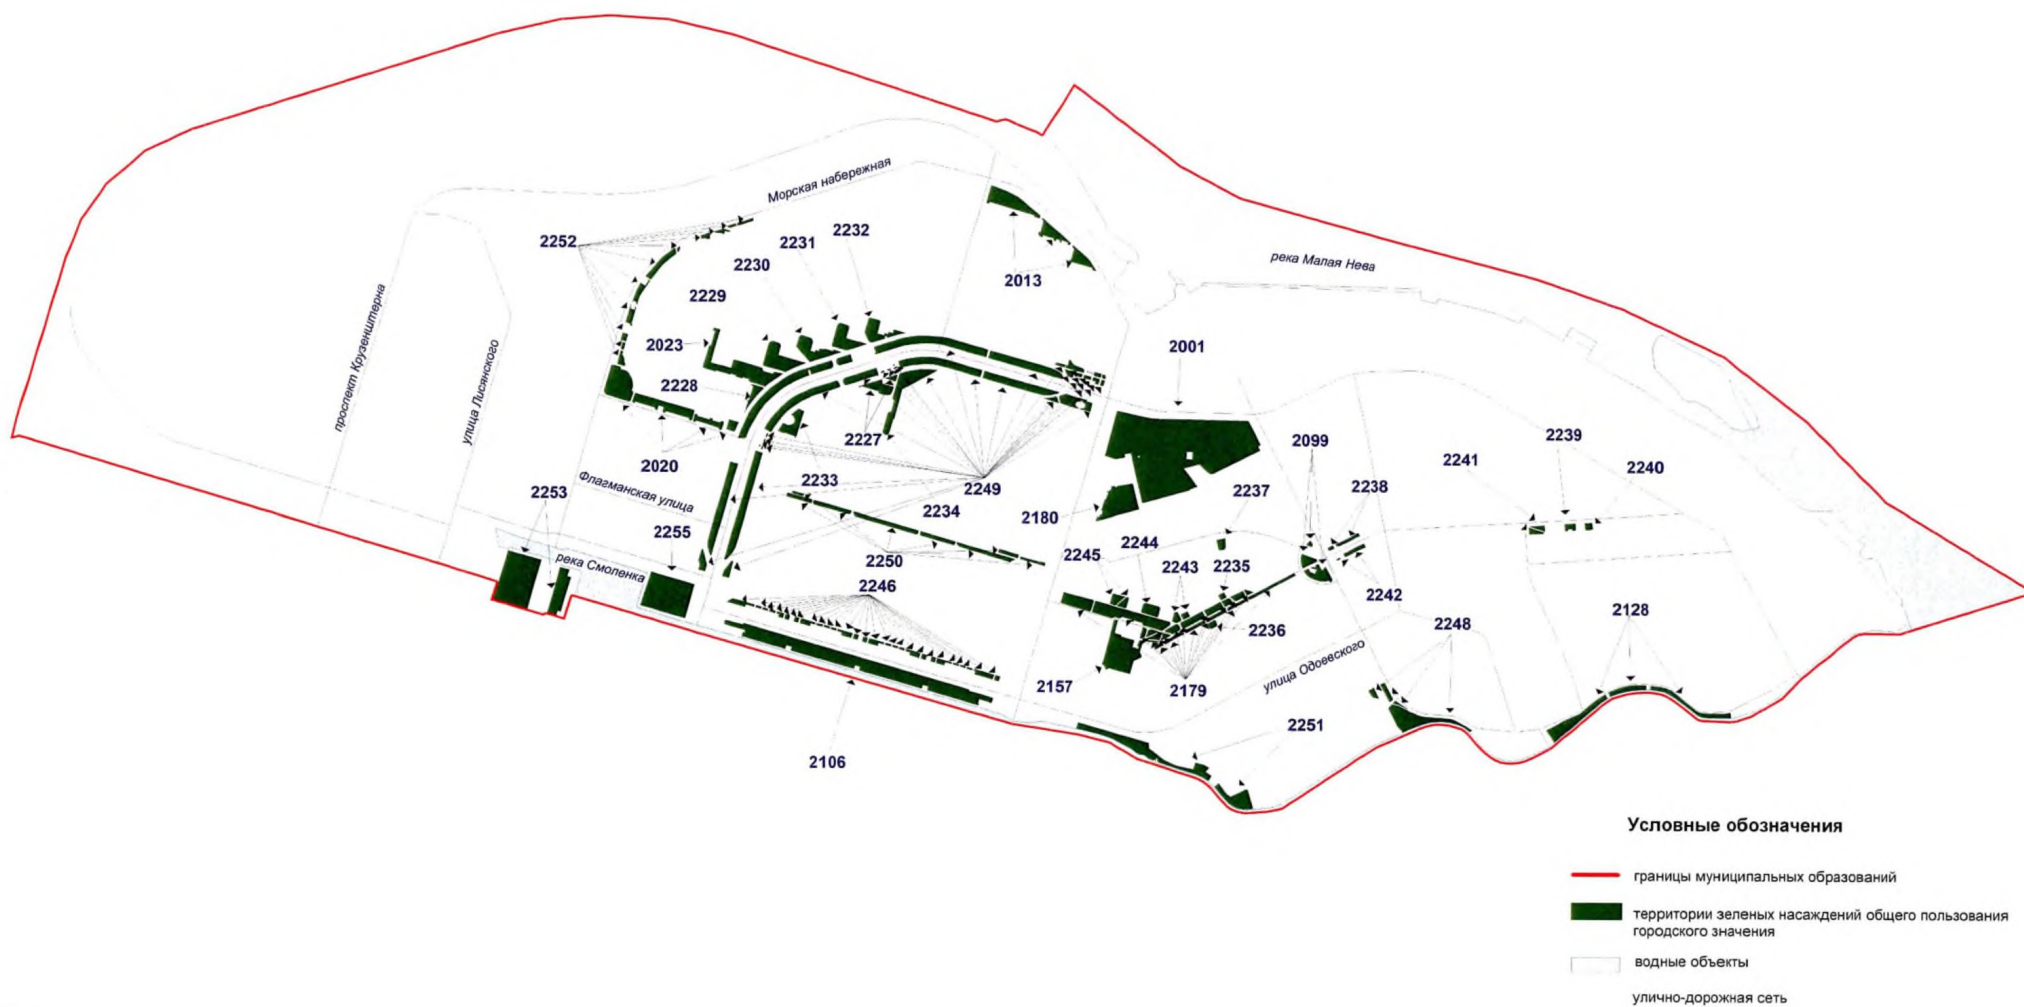 Морская набережная
река Малая Нева
проспект Крузенштерна
улица Лисянского
2252
2232
2231
2230
2229
2013
2023
2001
2228
2227
2099
2239
2020
2241
2240
2233
2249
2237
2238
Флагманская улица
2253
2234
2180
2255
2244
2245
2250
2243
2235
река Смоленка
2246
2242
2128
2248
2236
улица Одоевского
2157
2179
2251
2106
Условные обозначения
границы муниципальных образований
территории зеленых насаждений общего пользования
городского значения
водные объекты
улично-дорожная сеть